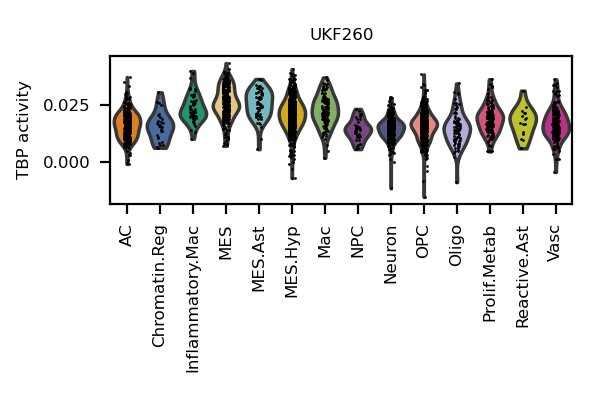 UKF260
TBP activity
0.025
0.000
AC
Chromatin.Reg
Inflammatory.Mac
MES
MES.Ast
MES.Hyp
Mac
NPC
Neuron
OPC
Oligo
Prolif.Metab
Reactive.Ast
Vasc